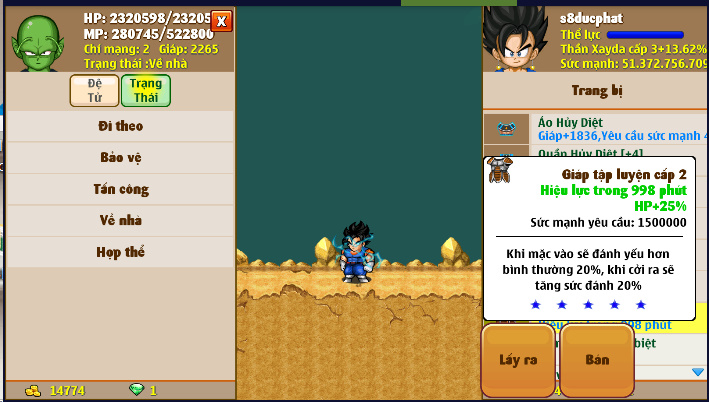 HP: 2320598/23205
MP: 280745/522800
Chí mạng: 2 Giáp: 2265
Trạng thái :Về nhà
X
Đệ
Tử
Trạng
Thái
Đi theo
Bảo vệ
Tấn công
Về nhà
Hợp thể
14774
1
s8ducphat
Thể lực
Thần Xayda cấp 3+13.62%
Sức mạnh: 51.372.756.709
Trang bị
Áo Hủy Diệt
Giáp+1836,Yêu cầu sức mạnh 4
Quần Hủy Diệt [+4]
Giáp tập luyện cấp 2
Hiệu lực trong 998 phút
HP+25%
Sức mạnh yêu cầu: 1500000
Khi mặc vào sẽ đánh yếu hơn
bình thường 20%, khi cởi ra sẽ
tăng sức đánh 20%
998 phút
biệt
Lấy ra
Bán